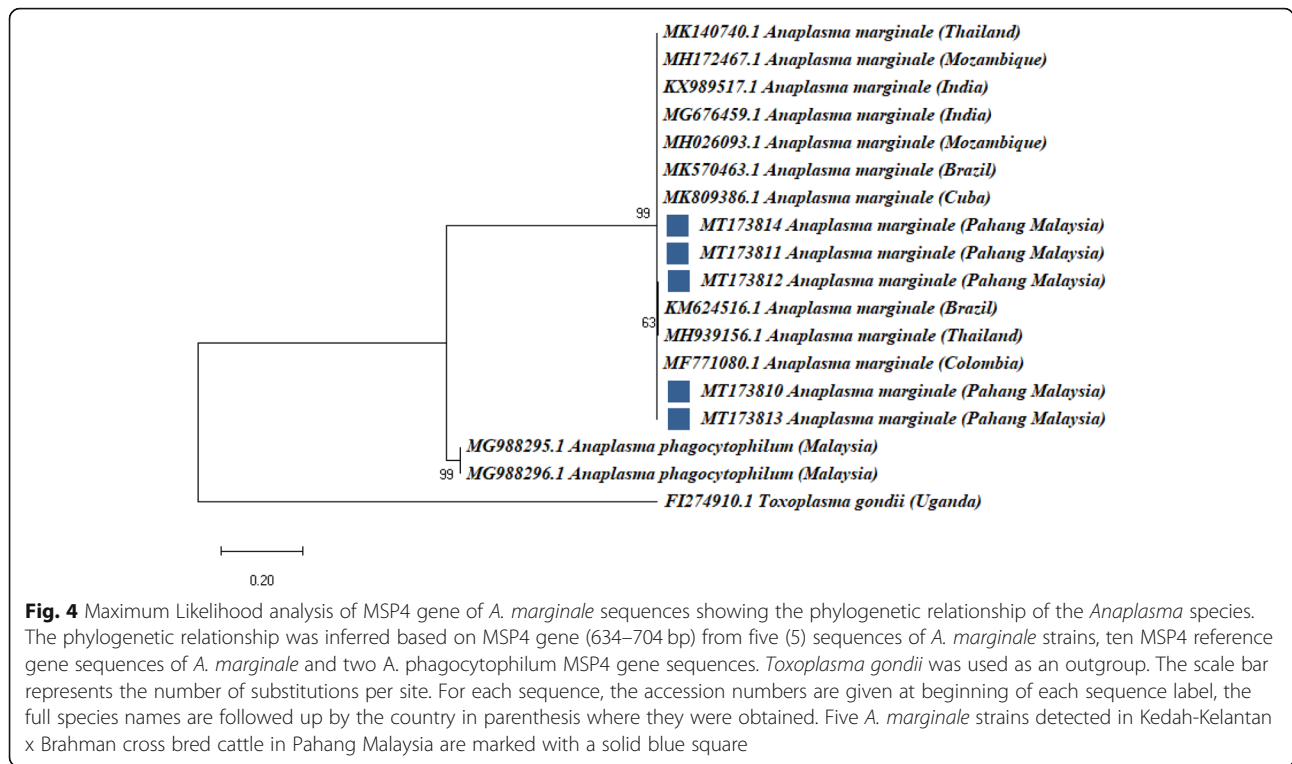 MK140740.1 Anaplasma marginale (Thailand)
MH172467.1 Anaplasma marginale (Mozambique)
KX989517.1 Anaplasma marginale (India)
MG676459.1 Anaplasma marginale (India)
MH026093.1 Anaplasma marginale (Mozambique)
MK570463.1 Anaplasma marginale (Brazil)
MK809386.1 Anaplasma marginale (Cuba)
99
MT173814 Anaplasma marginale (Pahang Malaysia)
MT173811 Anaplasma marginale (Pahang Malaysia)
MT173812 Anaplasma marginale (Pahang Malaysia)
KM624516.1 Anaplasma marginale (Brazil)
63
MH939156.1 Anaplasma marginale (Thailand)
MF771080.1 Anaplasma marginale (Colombia)
MT173810 Anaplasma marginale (Pahang Malaysia)
MT173813 Anaplasma marginale (Pahang Malaysia)
MG988295.1 Anaplasma phagocytophilum (Malaysia)
99
MG988296.1 Anaplasma phagocytophilum (Malaysia)
FI274910.1 Toxoplasma gondii (Uganda)
0.20
Fig. 4 Maximum Likelihood analysis of MSP4 gene of A. marginale sequences showing the phylogenetic relationship of the Anaplasma species.
The phylogenetic relationship was inferred based on MSP4 gene (634–704 bp) from five (5) sequences of A. marginale strains, ten MSP4 reference
gene sequences of A. marginale and two A. phagocytophilum MSP4 gene sequences. Toxoplasma gondii was used as an outgroup. The scale bar
represents the number of substitutions per site. For each sequence, the accession numbers are given at beginning of each sequence label, the
full species names are followed up by the country in parenthesis where they were obtained. Five A. marginale strains detected in Kedah-Kelantan
x Brahman cross bred cattle in Pahang Malaysia are marked with a solid blue square